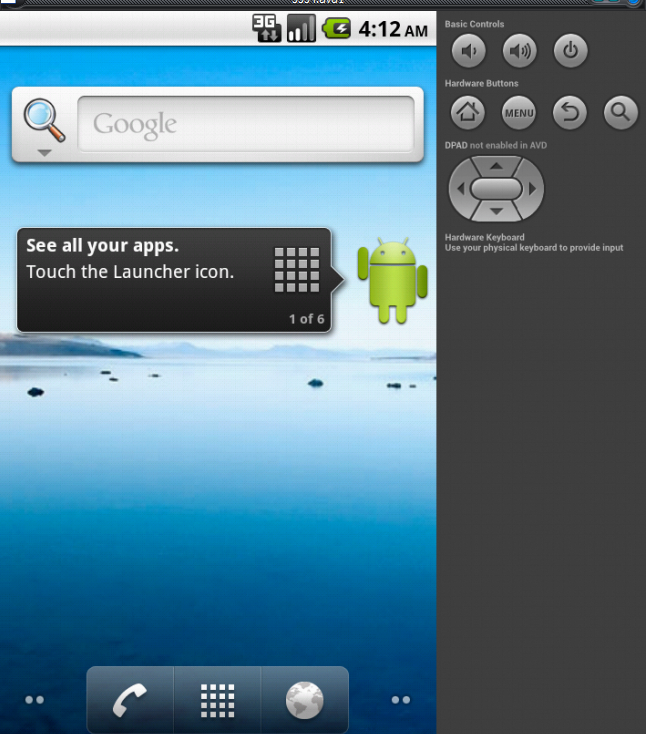 3G
4:12 AM
Google
See all your apps.
Touch the Launcher icon.
1 of 6
Basic Controls
Hardware Buttons
MENU
DPAD not enabled in AVD
Hardware Keyboard
Use your physical keyboard to provide input